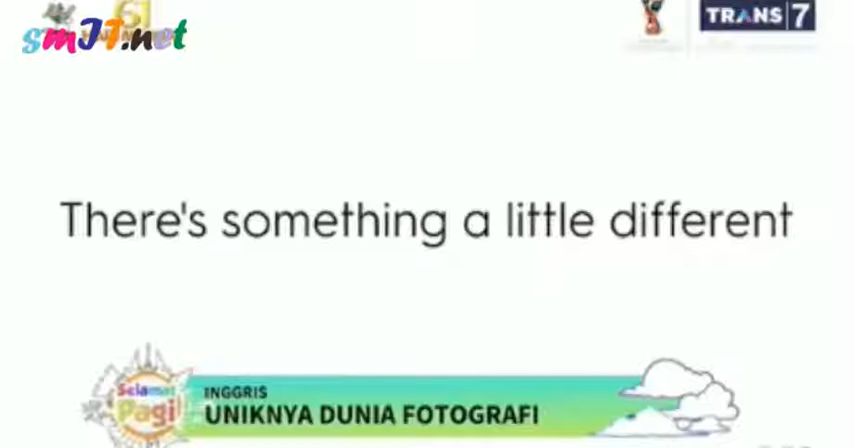 smJT.net
TRANS|7
There's something a little different
Selamat
Pagi
INGGRIS
UNIKNYA DUNIA FOTOGRAFI